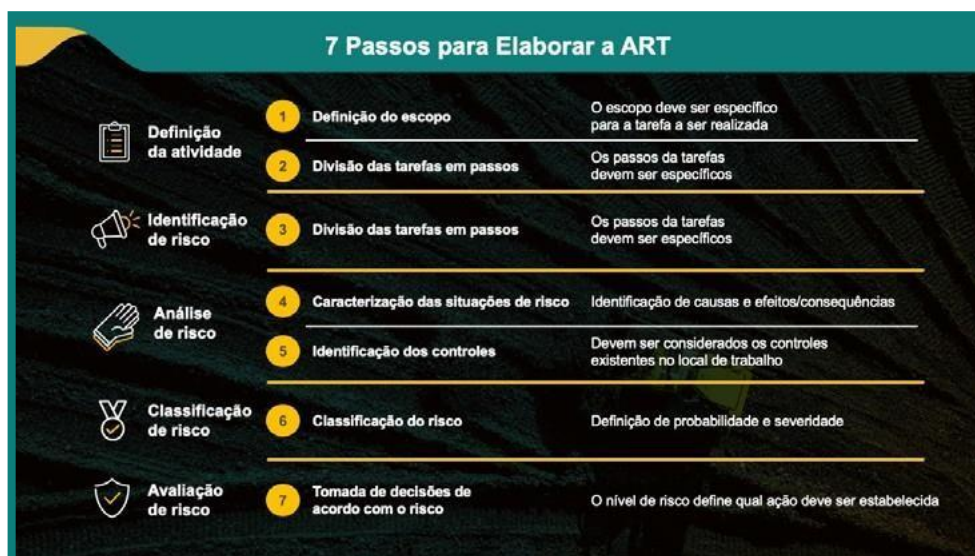 7 Passos para Elaborar a ART
Definição
da atividade
1
Definição do escopo
O escopo deve ser específico
para a tarefa a ser realizada
2
Divisão das tarefas em passos
Os passos da tarefas
devem ser específicos
Identificação
de risco
3
Divisão das tarefas em passos
Os passos da tarefas
devem ser específicos
Análise
de risco
4
Caracterização das situações de risco
Identificação de causas e efeitos/consequências
5
Identificação dos controles
Devem ser considerados os controles
existentes no local de trabalho
Classificação
de risco
6
Classificação do risco
Definição de probabilidade e severidade
Avaliação
de risco
7
Tomada de decisões de
acordo com o risco
O nível de risco define qual ação deve ser estabelecida